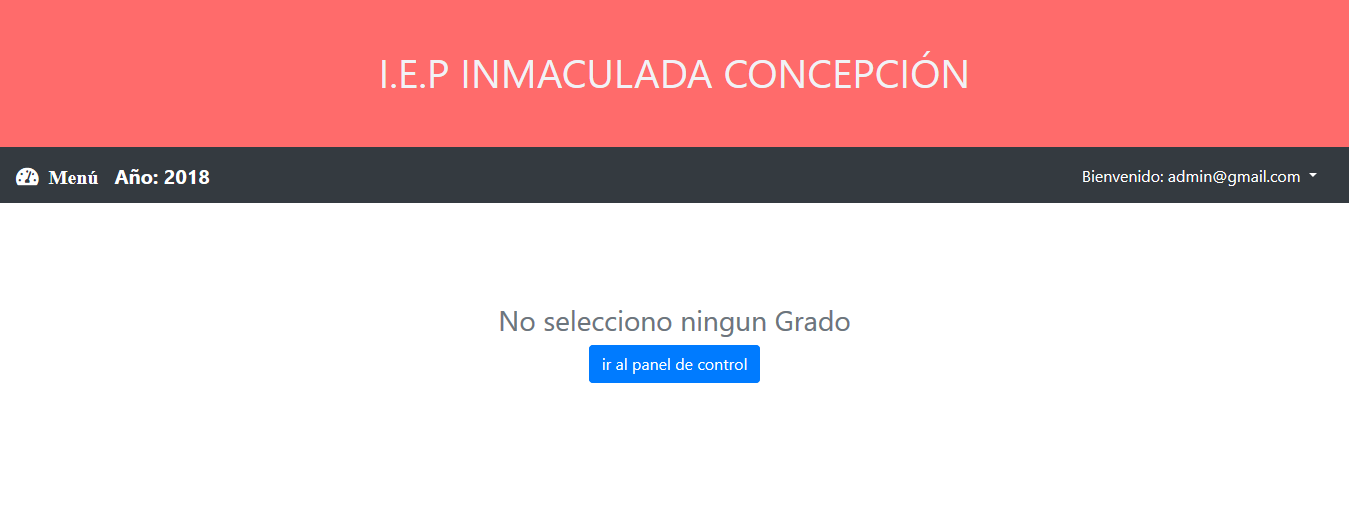 I.E.P INMACULADA CONCEPCIÓN
Menú Año: 2018 Bienvenido: admin@gmail.com
No selecciono ningun Grado
ir al panel de control